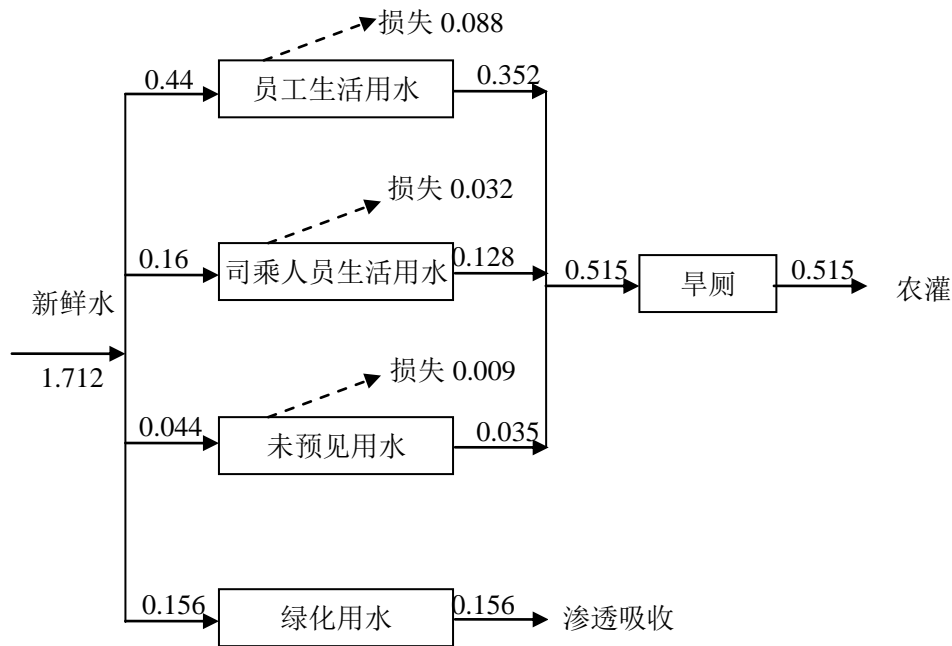 损失 0.088
0.44
员工生活用水
0.352
损失 0.032
0.16
司乘人员生活用水
0.128
0.515
旱厕
0.515
农灌
新鲜水
1.712
损失 0.009
0.044
未预见用水
0.035
0.156
绿化用水
0.156
渗透吸收